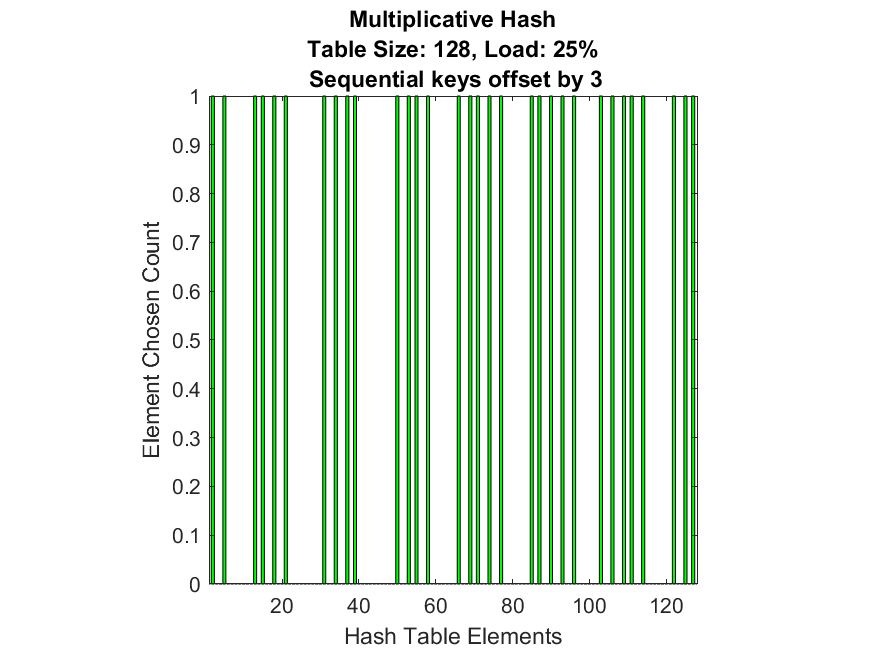 Multiplicative Hash
Table Size: 128, Load: 25%
Sequential keys offset by 3
1
0.9
0.8
0.7
0.6
0.5
0.4
0.3
0.2
0.1
0
Element Chosen Count
20 40 60 80 100 120
Hash Table Elements